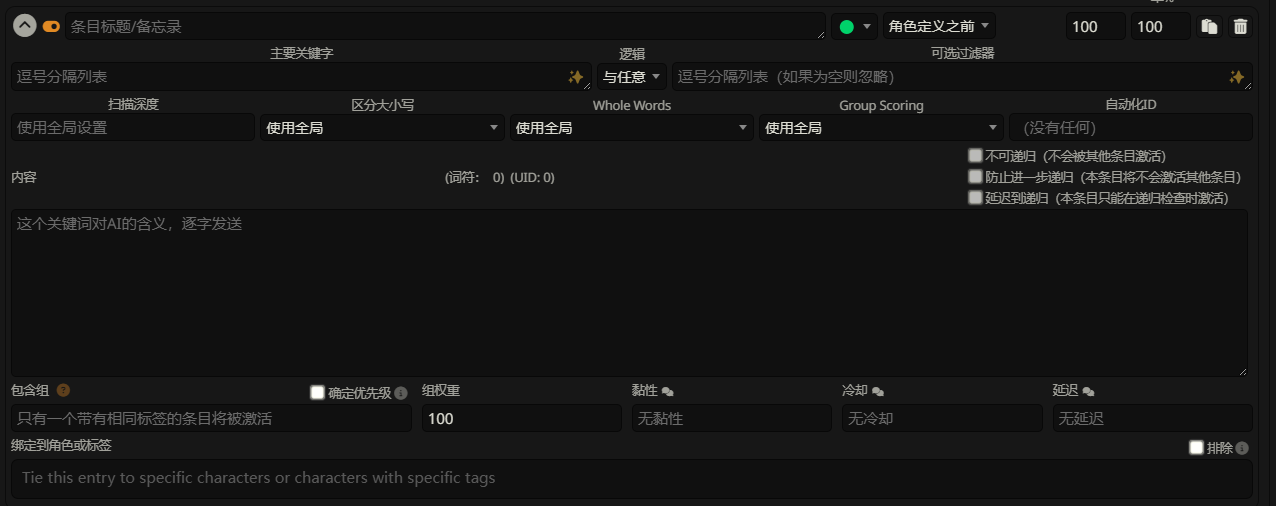 条目标题/备忘录 角色定义之前 100 100
主要关键字 逻辑 可选过滤器
逗号分隔列表 与任意 逗号分隔列表（如果为空则忽略）
扫描深度 区分大小写 Whole Words Group Scoring 自动化ID
使用全局设置 使用全局 使用全局 使用全局 （没有任何）
不可递归（不会被其他条目激活）
内容 (词符： 0) (UID: 0) 防止进一步递归（本条目将不会激活其他条目）
延迟到递归（本条目只能在递归检查时激活）
这个关键词对AI的含义，逐字发送
包含组 ? 确定优先级 i 组权重 黏性 冷却 延迟
只有一个带有相同标签的条目将被激活 100 无黏性 无冷却 无延迟
绑定到角色或标签 排除 i
Tie this entry to specific characters or characters with specific tags